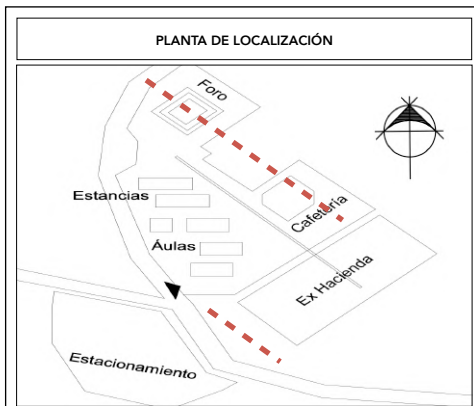 PLANTA DE LOCALIZACIÓN
Foro
Estancias
Cafetería
Áulas
Ex Hacienda
Estacionamiento